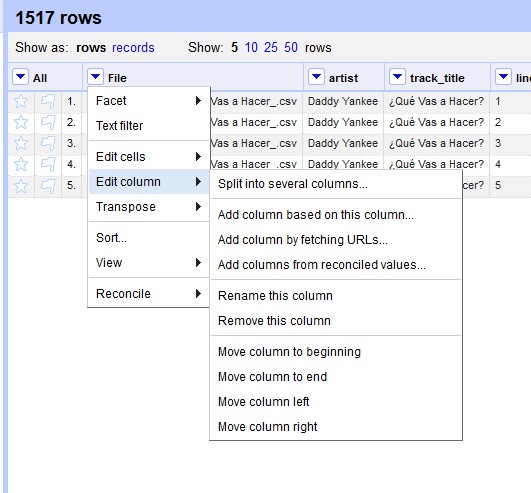 1517 rows
Show as: rows records Show: 5 10 25 50 rows
All File artist track_title line
1. Vas a Hacer_.csv Daddy Yankee ¿Qué Vas a Hacer? 1
2. Vas a Hacer_.csv Daddy Yankee ¿Qué Vas a Hacer? 2
3. Vas a Hacer_.csv Daddy Yankee ¿Qué Vas a Hacer? 3
4. Vas a Hacer_.csv Daddy Yankee ¿Qué Vas a Hacer? 4
5. cer? 5
Facet
Text filter
Edit cells
Edit column
Transpose
Sort...
View
Reconcile
Split into several columns...
Add column based on this column...
Add column by fetching URLs...
Add columns from reconciled values...
Rename this column
Remove this column
Move column to beginning
Move column to end
Move column left
Move column right